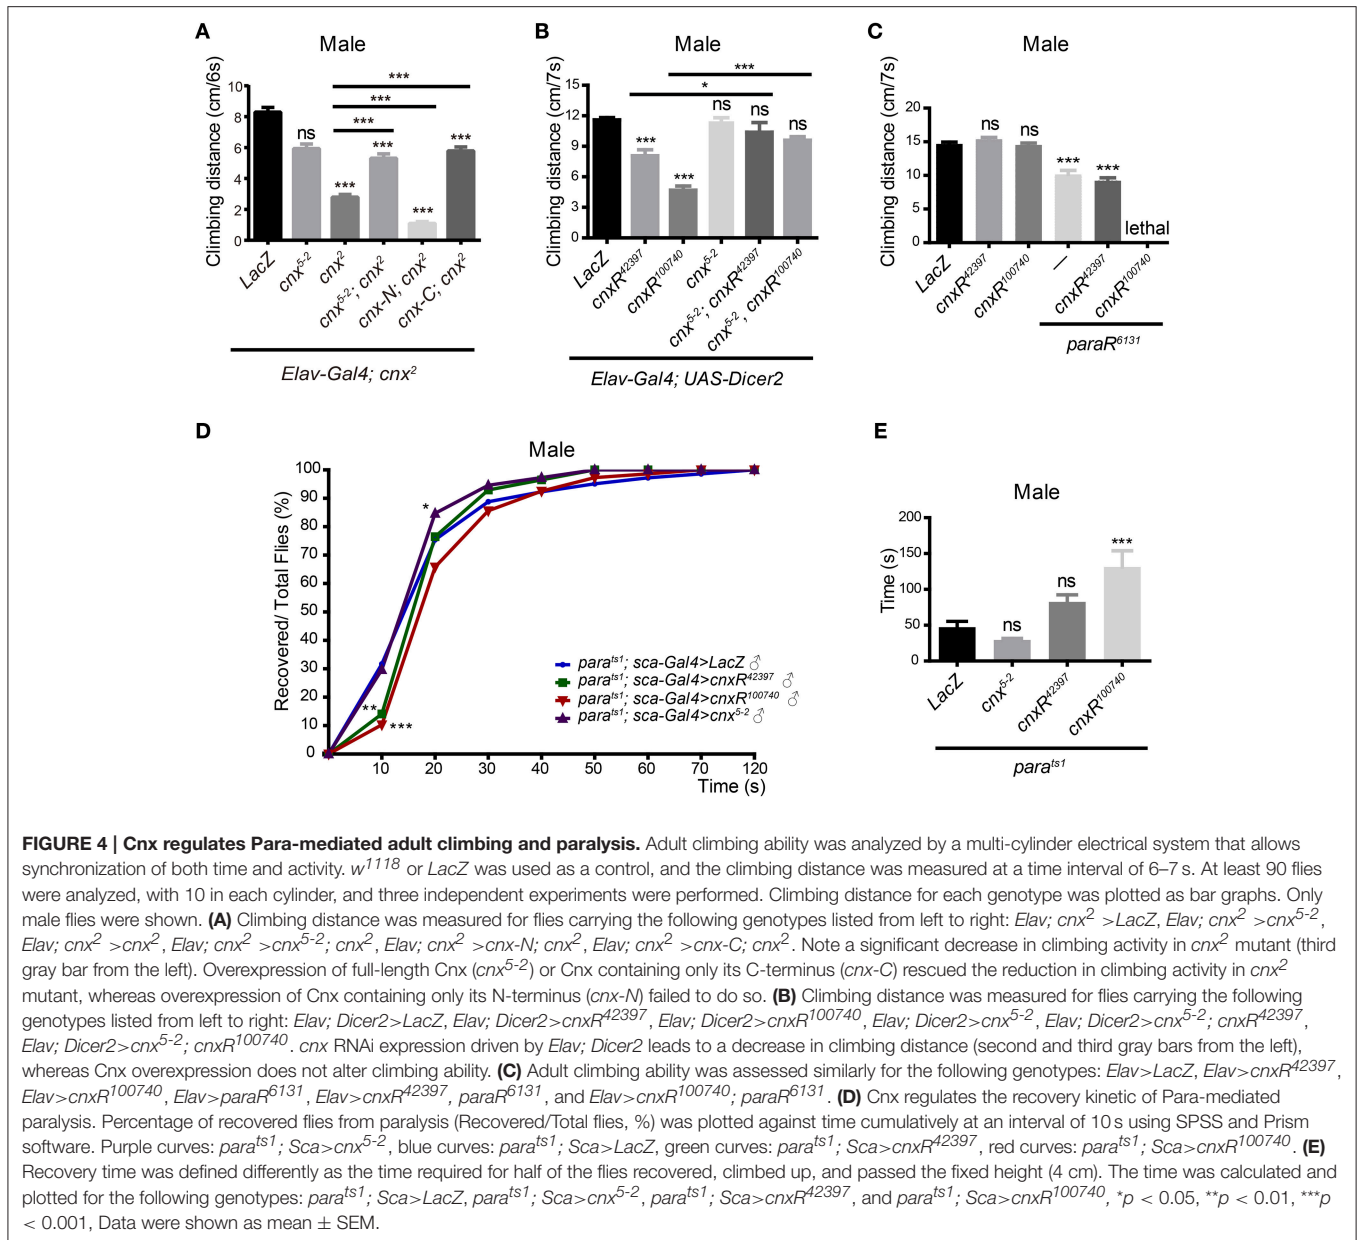 A
Male
Climbing distance (cm/6s)
10
8
6
4
2
0
ns
***
***
***
***
***
***
***
LacZ
cnx5-2
cnx2
cnx5-2; cnx2
cnx-N; cnx2
cnx-C; cnx2
Elav-Gal4; cnx2
B
Male
Climbing distance (cm/7s)
15
12
9
6
3
0
***
*
***
***
ns
ns
ns
LacZ
cnxR42397
cnxR100740
cnx5-2
cnx5-2; cnxR42397
cnx5-2, cnxR100740
Elav-Gal4; UAS-Dicer2
C
Male
Climbing distance (cm/7s)
20
15
10
5
0
ns
ns
***
***
lethal
LacZ
cnxR42397
cnxR100740
—
cnxR42397
cnxR100740
paraR6131
D
Male
Recovered/ Total Flies (%)
100
90
80
70
60
50
40
30
20
10
0
*
**
***
parats1; sca-Gal4>LacZ ♂
parats1; sca-Gal4>cnxR42397 ♂
parats1; sca-Gal4>cnxR100740 ♂
parats1; sca-Gal4>cnx5-2 ♂
10 20 30 40 50 60 70 120
Time (s)
E
Male
Time (s)
200
150
100
50
0
ns
ns
***
LacZ
cnx5-2
cnxR42397
cnxR100740
parats1
FIGURE 4 | Cnx regulates Para-mediated adult climbing and paralysis. Adult climbing ability was analyzed by a multi-cylinder electrical system that allows
synchronization of both time and activity. w1118 or LacZ was used as a control, and the climbing distance was measured at a time interval of 6–7 s. At least 90 flies
were analyzed, with 10 in each cylinder, and three independent experiments were performed. Climbing distance for each genotype was plotted as bar graphs. Only
male flies were shown. (A) Climbing distance was measured for flies carrying the following genotypes listed from left to right: Elav; cnx2 >LacZ, Elav; cnx2 >cnx5-2,
Elav; cnx2 >cnx2, Elav; cnx2 >cnx5-2; cnx2, Elav; cnx2 >cnx-N; cnx2, Elav; cnx2 >cnx-C; cnx2. Note a significant decrease in climbing activity in cnx2 mutant (third
gray bar from the left). Overexpression of full-length Cnx (cnx5-2) or Cnx containing only its C-terminus (cnx-C) rescued the reduction in climbing activity in cnx2
mutant, whereas overexpression of Cnx containing only its N-terminus (cnx-N) failed to do so. (B) Climbing distance was measured for flies carrying the following
genotypes listed from left to right: Elav; Dicer2>LacZ, Elav; Dicer2>cnxR42397, Elav; Dicer2>cnxR100740, Elav; Dicer2>cnx5-2, Elav; Dicer2>cnx5-2; cnxR42397,
Elav; Dicer2>cnx5-2; cnxR100740. cnx RNAi expression driven by Elav; Dicer2 leads to a decrease in climbing distance (second and third gray bars from the left),
whereas Cnx overexpression does not alter climbing ability. (C) Adult climbing ability was assessed similarly for the following genotypes: Elav>LacZ, Elav>cnxR42397,
Elav>cnxR100740, Elav>paraR6131, Elav>cnxR42397, paraR6131, and Elav>cnxR100740; paraR6131. (D) Cnx regulates the recovery kinetic of Para-mediated
paralysis. Percentage of recovered flies from paralysis (Recovered/Total flies, %) was plotted against time cumulatively at an interval of 10 s using SPSS and Prism
software. Purple curves: parats1; Sca>cnx5-2, blue curves: parats1; Sca>LacZ, green curves: parats1; Sca>cnxR42397, red curves: parats1; Sca>cnxR100740. (E)
Recovery time was defined differently as the time required for half of the flies recovered, climbed up, and passed the fixed height (4 cm). The time was calculated and
plotted for the following genotypes: parats1; Sca>LacZ, parats1; Sca>cnx5-2, parats1; Sca>cnxR42397, and parats1; Sca>cnxR100740, *p < 0.05, **p < 0.01, ***p
< 0.001, Data were shown as mean ± SEM.